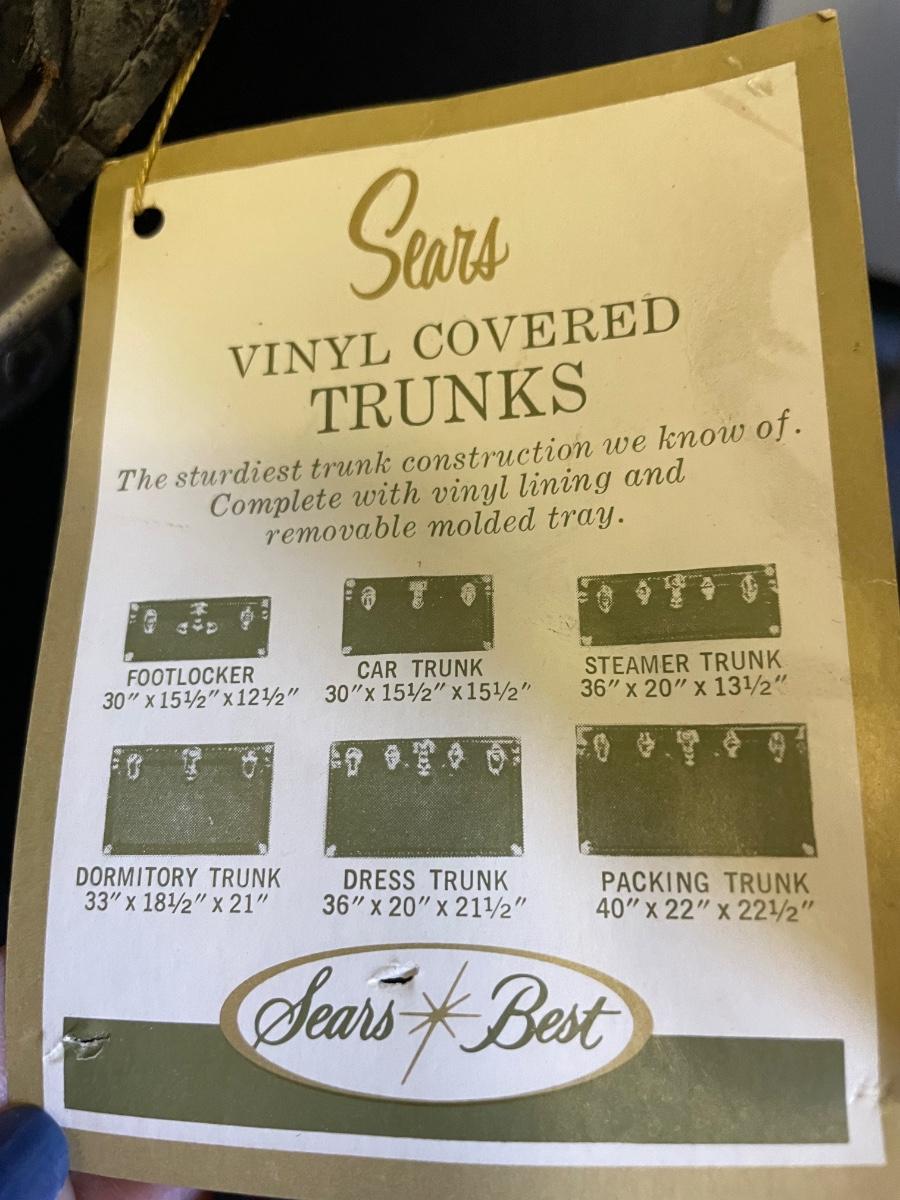 Sears
VINYL COVERED
TRUNKS
The sturdiest trunk construction we know of.
Complete with vinyl lining and
removable molded tray.
FOOTLOCKER
30″ x 15½″ x 12½″
CAR TRUNK
30″ x 15½″ x 15½″
STEAMER TRUNK
36″ x 20″ x 13½″
DORMITORY TRUNK
33″ x 18½″ x 21″
DRESS TRUNK
36″ x 20″ x 21½″
PACKING TRUNK
40″ x 22″ x 22½″
Sears Best